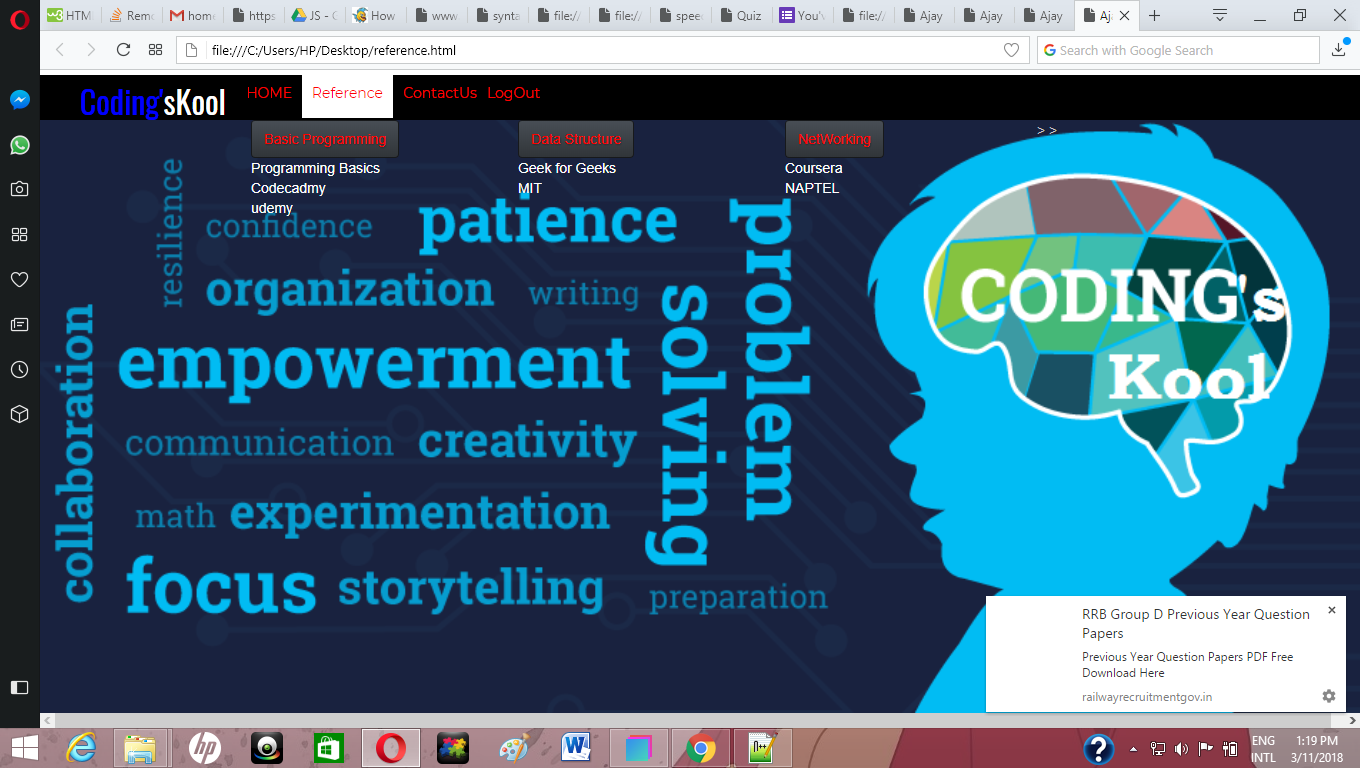 HTM
Remo
home
https
JS - C
How
www
synta
file://
file://
spee
Quiz
You'v
file:/
Ajay
Ajay
Ajay
Aja
file:///C:/Users/HP/Desktop/reference.html
Search with Google Search
Coding'sKool
HOME
Reference
ContactUs
LogOut
Basic Programming
Data Structure
NetWorking
> >
Programming Basics
Geek for Geeks
Coursera
Codecadmy
MIT
NAPTEL
udemy
resilience
confidence
patience
problem
organization
writing
solving
CODING's
Kool
collaboration
empowerment
communication
creativity
math
experimentation
focus
storytelling
preparation
RRB Group D Previous Year Question
Papers
Previous Year Question Papers PDF Free
Download Here
railwayrecruitmentgov.in
ENG
INTL
1:19 PM
3/11/2018